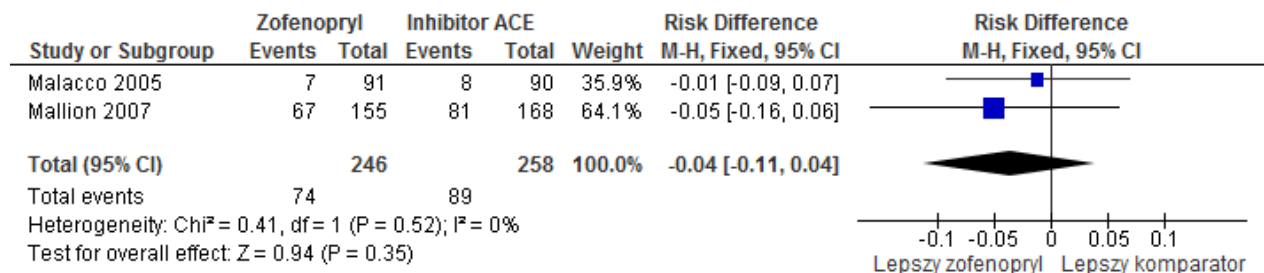 Zofenopryl Inhibitor ACE Risk Difference Risk Difference
Study or Subgroup Events Total Events Total Weight M-H, Fixed, 95% CI M-H, Fixed, 95% CI
Malacco 2005 7 91 8 90 35.9% -0.01 [-0.09, 0.07]
Mallion 2007 67 155 81 168 64.1% -0.05 [-0.16, 0.06]
Total (95% CI) 246 258 100.0% -0.04 [-0.11, 0.04]
Total events 74 89
Heterogeneity: Chi² = 0.41, df = 1 (P = 0.52); I² = 0%
Test for overall effect: Z = 0.94 (P = 0.35)
-0.1 -0.05 0 0.05 0.1
Lepszy zofenopryl Lepszy komparator